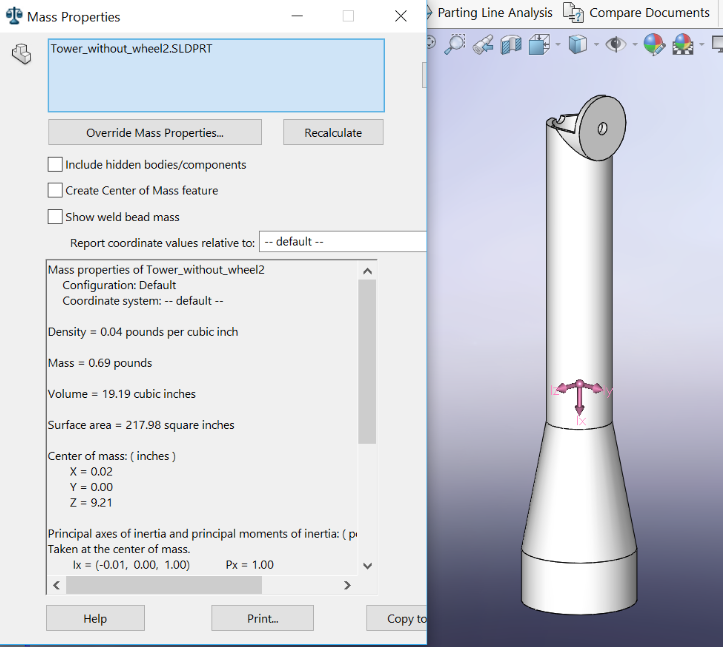 Mass Properties
Parting Line Analysis
Compare Documents
Tower_without_wheel2.SLDPRT
Override Mass Properties...
Recalculate
Include hidden bodies/components
Create Center of Mass feature
Show weld bead mass
Report coordinate values relative to:
-- default --
Mass properties of Tower_without_wheel2
Configuration: Default
Coordinate system: -- default --
Density = 0.04 pounds per cubic inch
Mass = 0.69 pounds
Volume = 19.19 cubic inches
Surface area = 217.98 square inches
Center of mass: ( inches )
X = 0.02
Y = 0.00
Z = 9.21
Principal axes of inertia and principal moments of inertia: ( p
Taken at the center of mass.
Ix = (-0.01, 0.00, 1.00) Px = 1.00
Help
Print...
Copy to
Iz
Iy
Ix